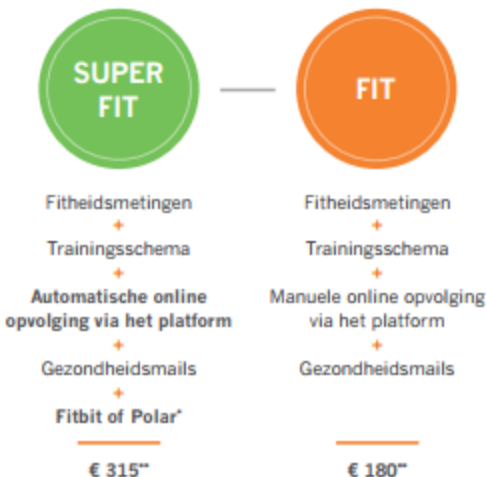 SUPER
FIT
Fitheidsmetingen
+
Trainingsschema
+
Automatische online
opvolging via het platform
+
Gezondheidsmails
+
Fitbit of Polar*
€ 315**
FIT
Fitheidsmetingen
+
Trainingsschema
+
Manuele online opvolging
via het platform
+
Gezondheidsmails
€ 180**